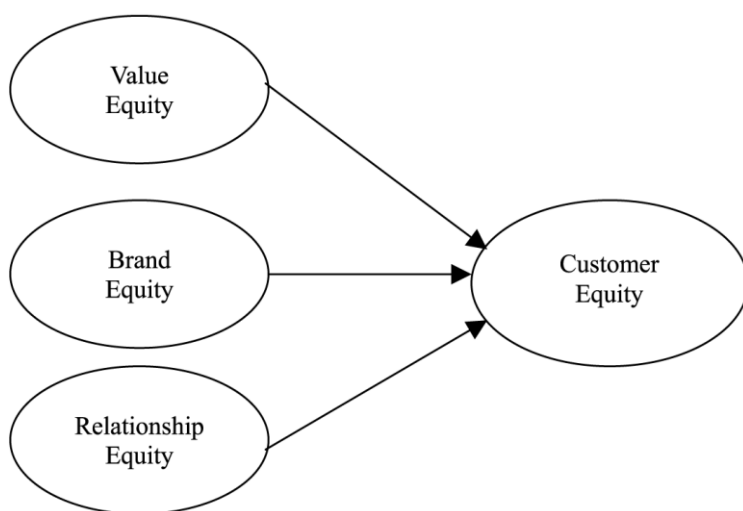 Value
Equity
Brand
Equity
Customer
Equity
Relationship
Equity